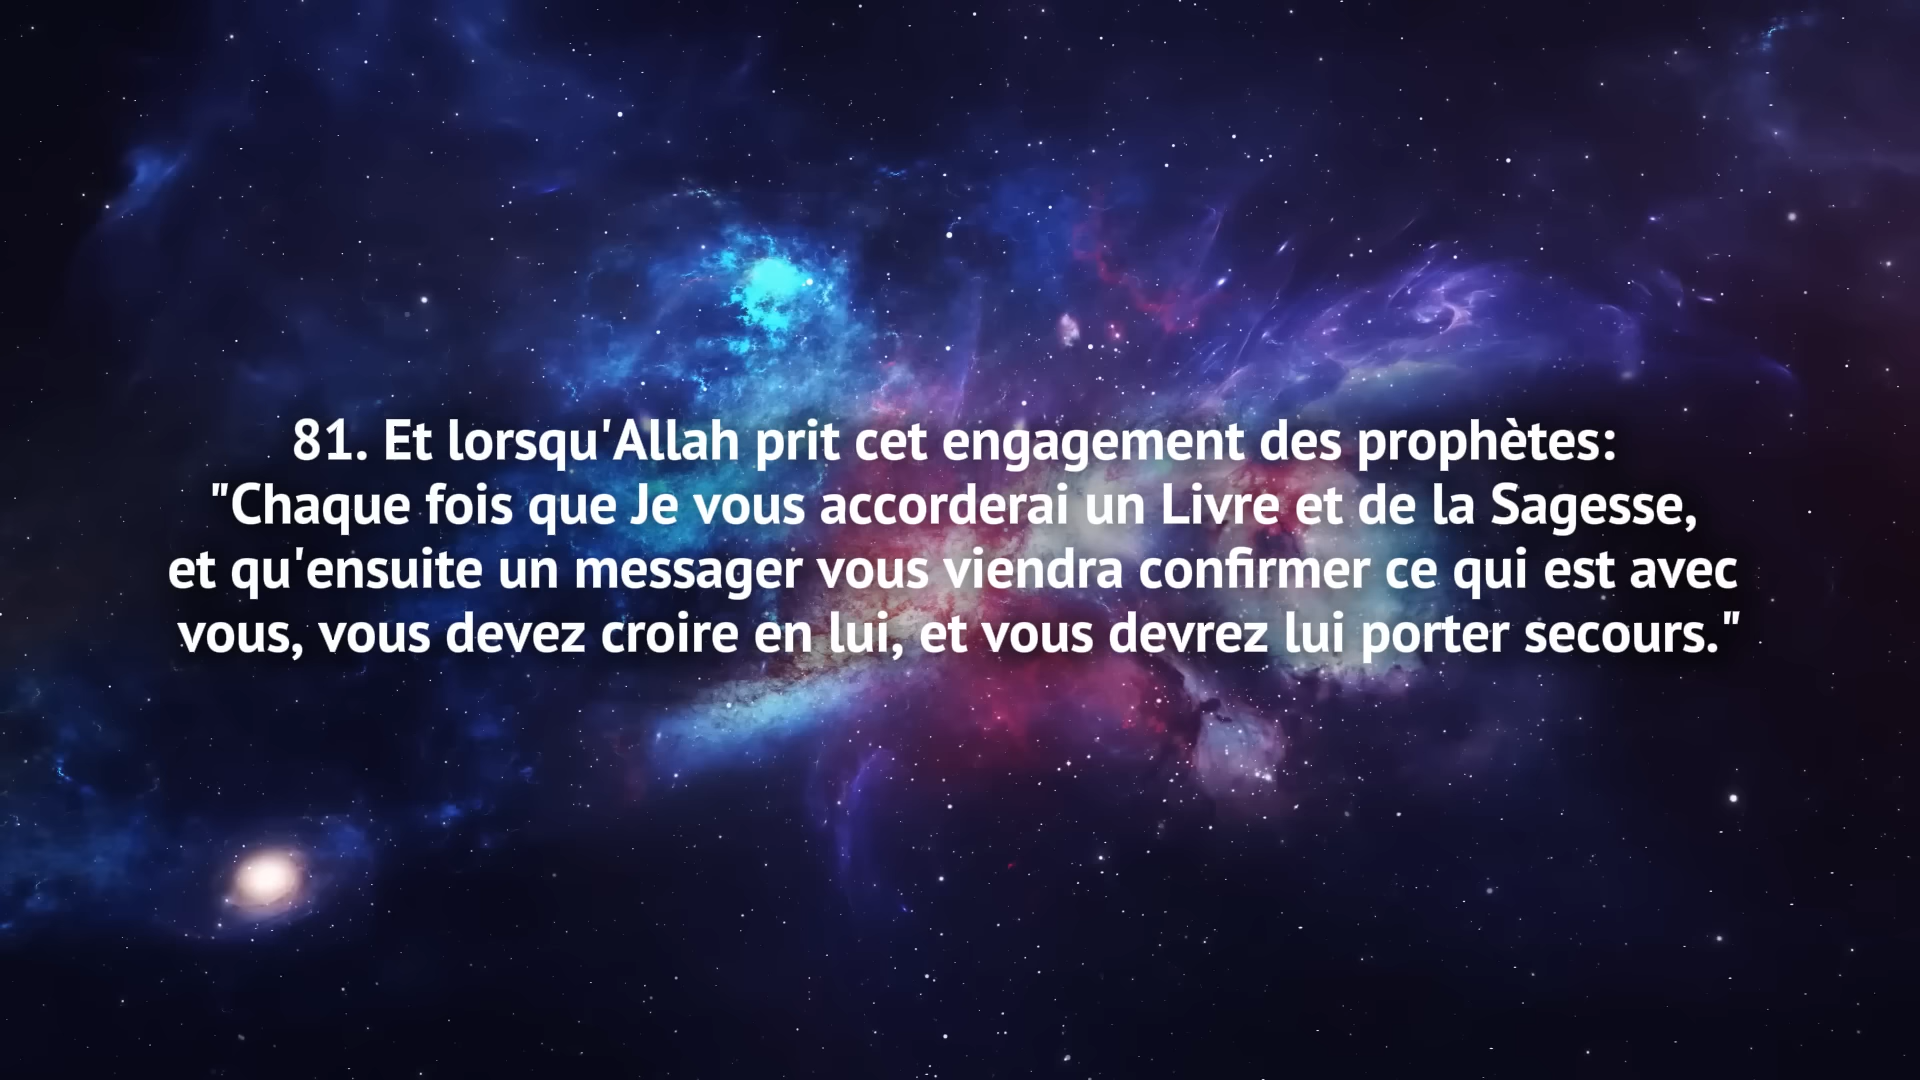 81. Et lorsqu'Allah prit cet engagement des prophètes:
"Chaque fois que Je vous accorderai un Livre et de la Sagesse,
et qu'ensuite un messager vous viendra confirmer ce qui est avec
vous, vous devez croire en lui, et vous devrez lui porter secours."